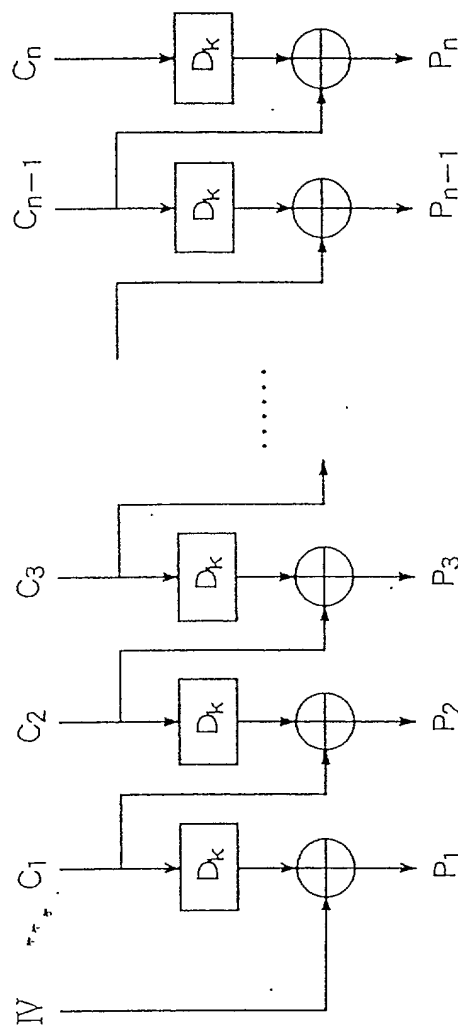 IV C₁ C₂ C₃ Cₙ₋₁ Cₙ
Dₖ Dₖ Dₖ Dₖ Dₖ
......
P₁ P₂ P₃ Pₙ₋₁ Pₙ